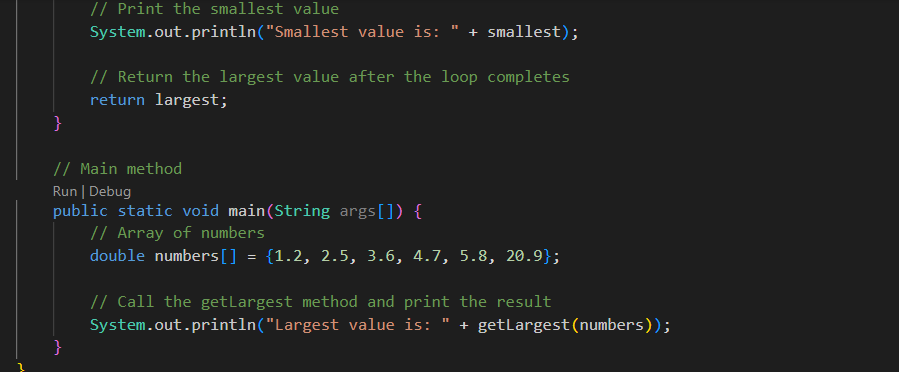 // Print the smallest value
System.out.println("Smallest value is: " + smallest);
// Return the largest value after the loop completes
return largest;
}
// Main method
Run | Debug
public static void main(String args[]) {
// Array of numbers
double numbers[] = {1.2, 2.5, 3.6, 4.7, 5.8, 20.9};
// Call the getLargest method and print the result
System.out.println("Largest value is: " + getLargest(numbers));
}
}